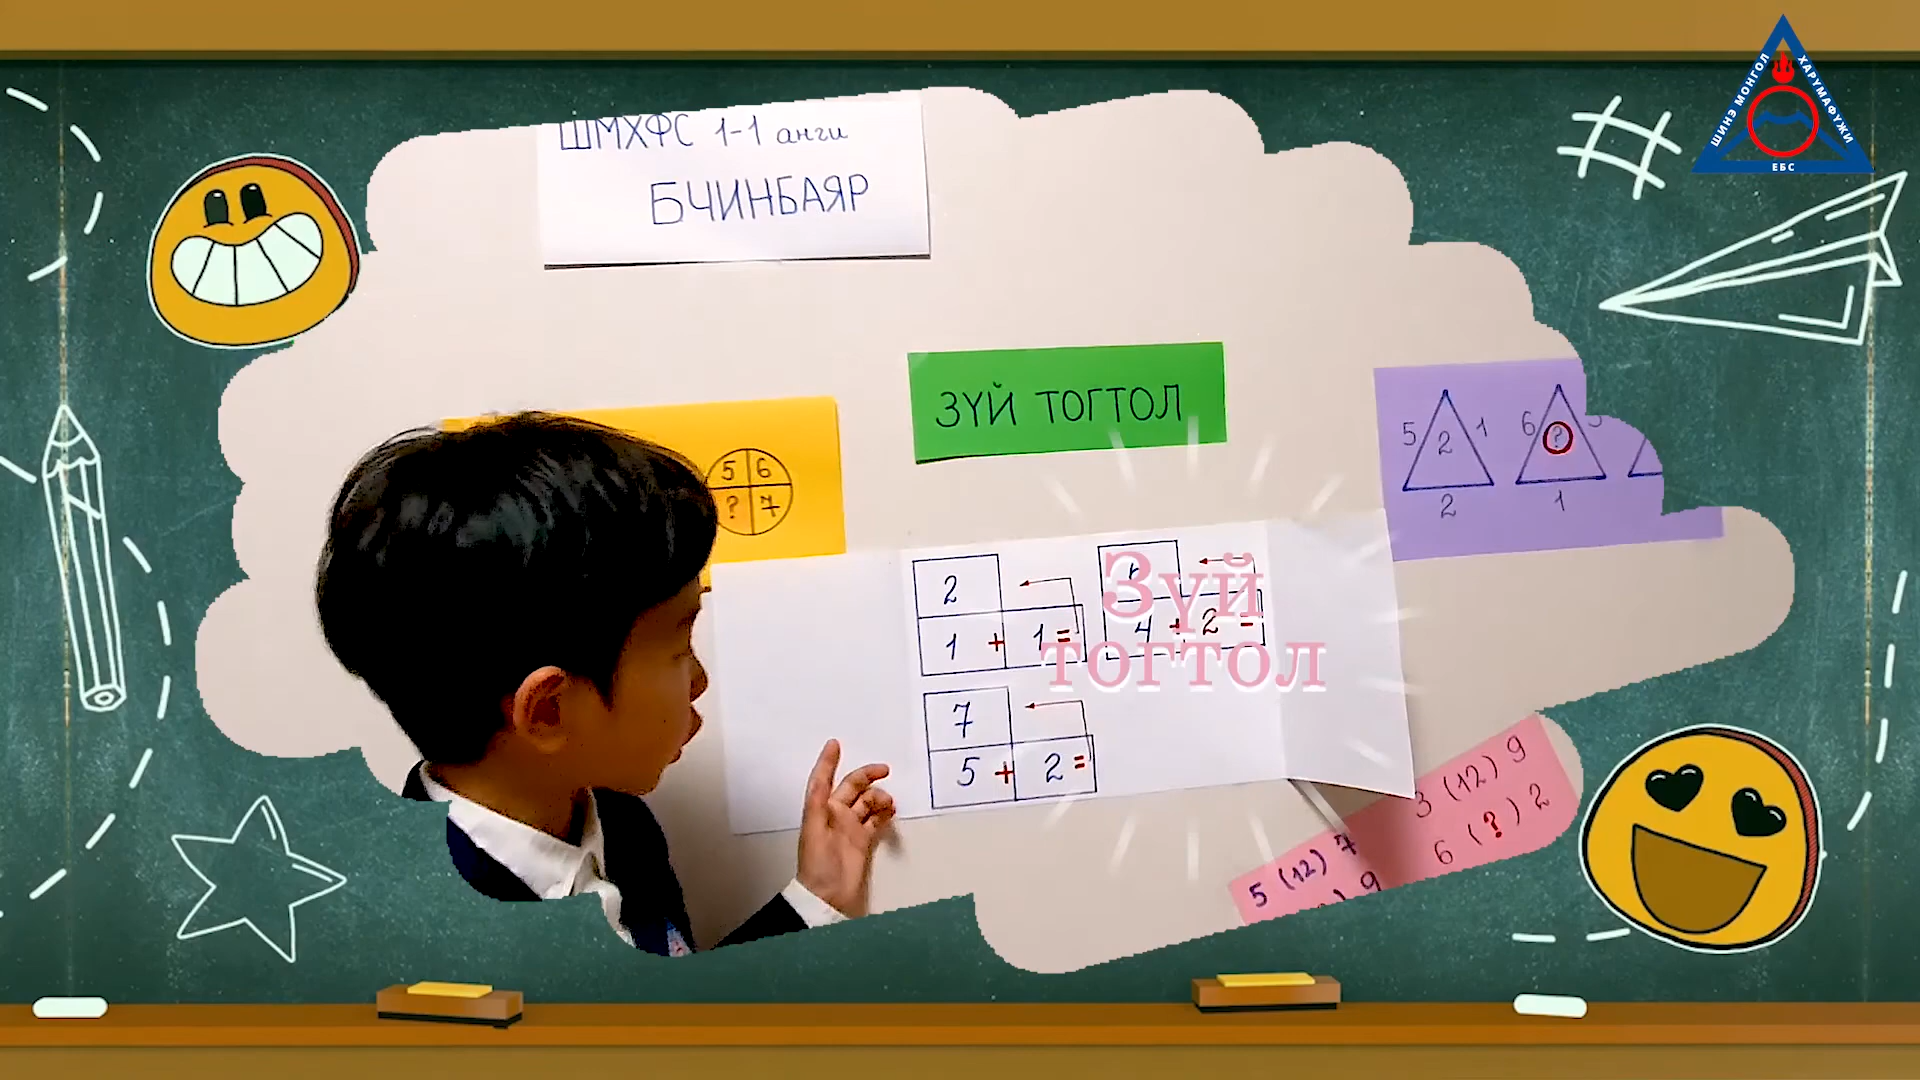 ШИНЭ МОНГОЛ ХАРУМАФУЖИ
ЕБС
ШМХФС 1-1 анги
БЧИНБАЯР
ЗҮЙ ТОГТОЛ
5 6
? 7
5 2 1
2
6 ?
1
2
1 + 1 =
4 + 2 =
7
5 + 2 =
Зүй
тогтол
3 (12) 9
6 (?) 2
5 (12) 7
) 9